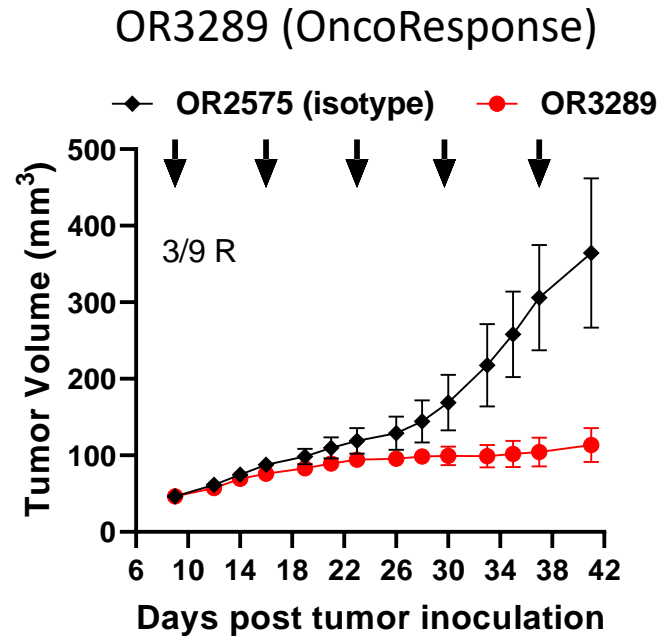 OR3289 (OncoResponse)
OR2575 (isotype)
OR3289
Tumor Volume (mm³)
500
400
300
200
100
0
3/9 R
6 10 14 18 22 26 30 34 38 42
Days post tumor inoculation